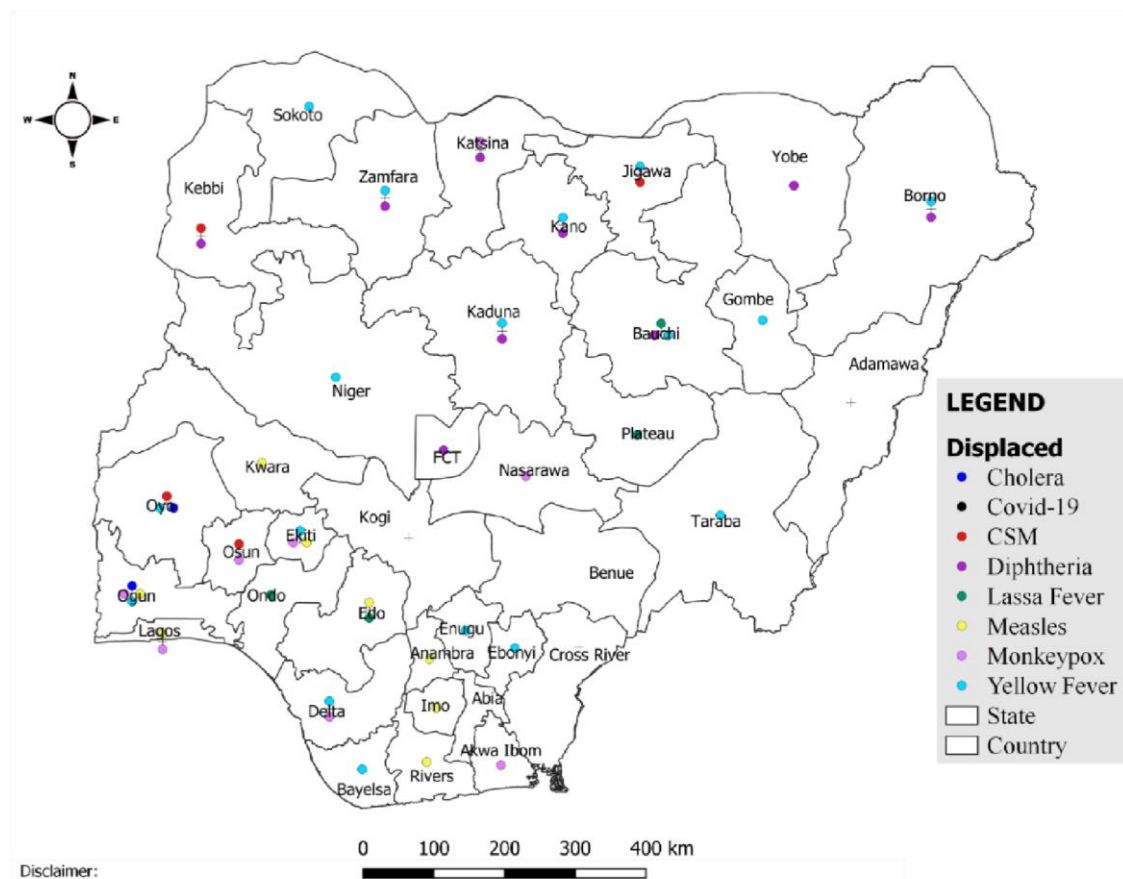 N
W
E
S
Sokoto
Katsina
Kebbi
Zamfara
Jigawa
Yobe
Borno
Kano
Kaduna
Bauchi
Gombe
Adamawa
Niger
FCT
Plateau
Nasarawa
Kwara
Oyo
Kogi
Taraba
Ekiti
Osun
Benue
Ogun
Ondo
Edo
Lagos
Enugu
Anambra
Ebonyi
Cross River
Delta
Imo
Abia
Akwa Ibom
Bayelsa
Rivers
LEGEND
Displaced
Cholera
Covid-19
CSM
Diphtheria
Lassa Fever
Measles
Monkeypox
Yellow Fever
State
Country
0 100 200 300 400 km
Disclaimer: